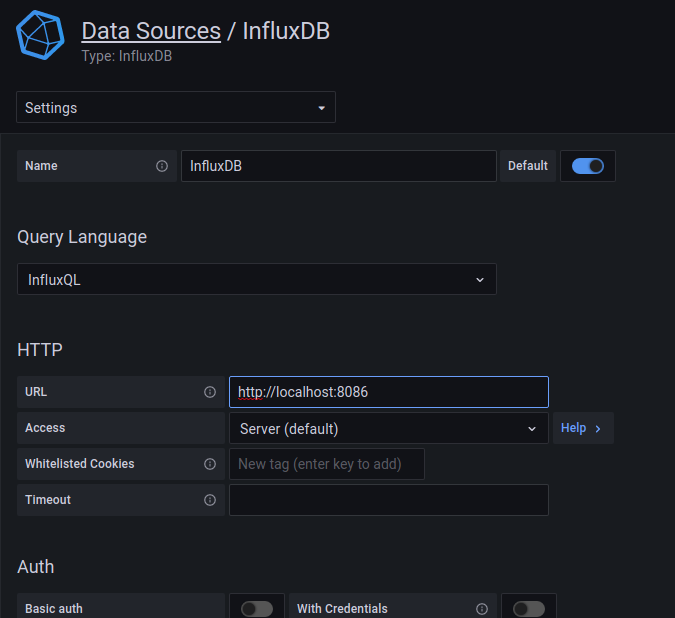 Data Sources / InfluxDB
Type: InfluxDB
Settings
Name InfluxDB Default
Query Language
InfluxQL
HTTP
URL http://localhost:8086
Access Server (default) Help
Whitelisted Cookies New tag (enter key to add)
Timeout
Auth
Basic auth With Credentials